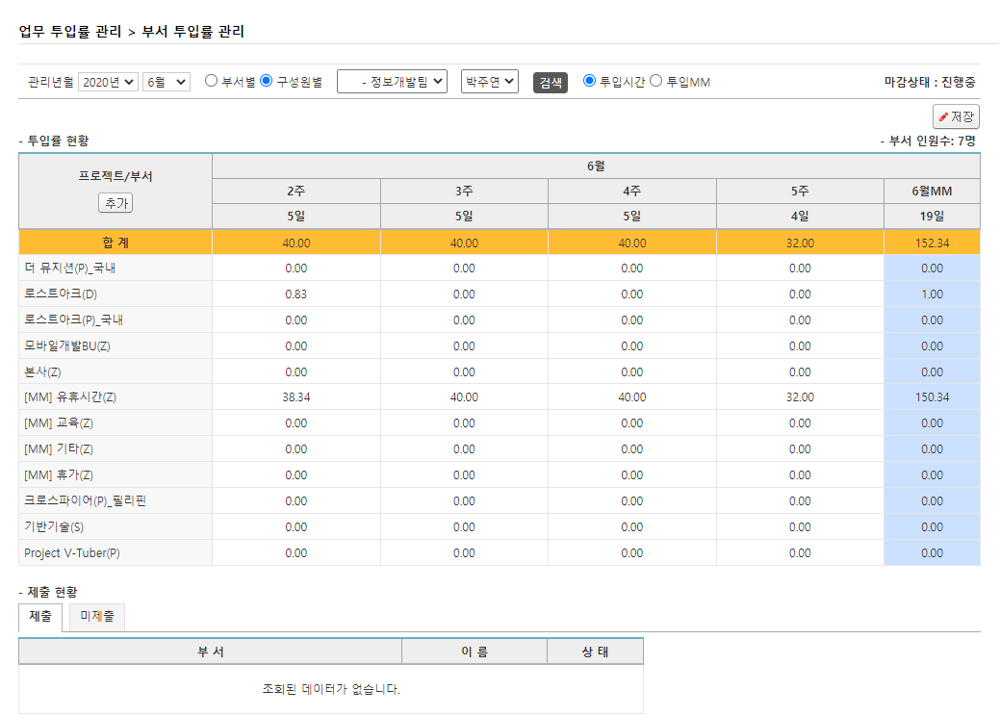 업무 투입률 관리 > 부서 투입률 관리
관리년월 2020년 6월 부서별 구성원별 - 정보개발팀 박주연 검색 투입시간 투입MM 마감상태 : 진행중
저장
- 투입률 현황 - 부서 인원수: 7명
프로젝트/부서 6월
추가 2주 3주 4주 5주 6월MM
5일 5일 5일 4일 19일
합 계 40.00 40.00 40.00 32.00 152.34
더 뮤지션(P)_국내 0.00 0.00 0.00 0.00 0.00
로스트아크(D) 0.83 0.00 0.00 0.00 1.00
로스트아크(P)_국내 0.00 0.00 0.00 0.00 0.00
모바일개발BU(Z) 0.00 0.00 0.00 0.00 0.00
본사(Z) 0.00 0.00 0.00 0.00 0.00
[MM] 유휴시간(Z) 38.34 40.00 40.00 32.00 150.34
[MM] 교육(Z) 0.00 0.00 0.00 0.00 0.00
[MM] 기타(Z) 0.00 0.00 0.00 0.00 0.00
[MM] 휴가(Z) 0.00 0.00 0.00 0.00 0.00
크로스파이어(P)_필리핀 0.00 0.00 0.00 0.00 0.00
기반기술(S) 0.00 0.00 0.00 0.00 0.00
Project V-Tuber(P) 0.00 0.00 0.00 0.00 0.00
- 제출 현황
제출 미제출
부 서 이 름 상 태
조회된 데이터가 없습니다.